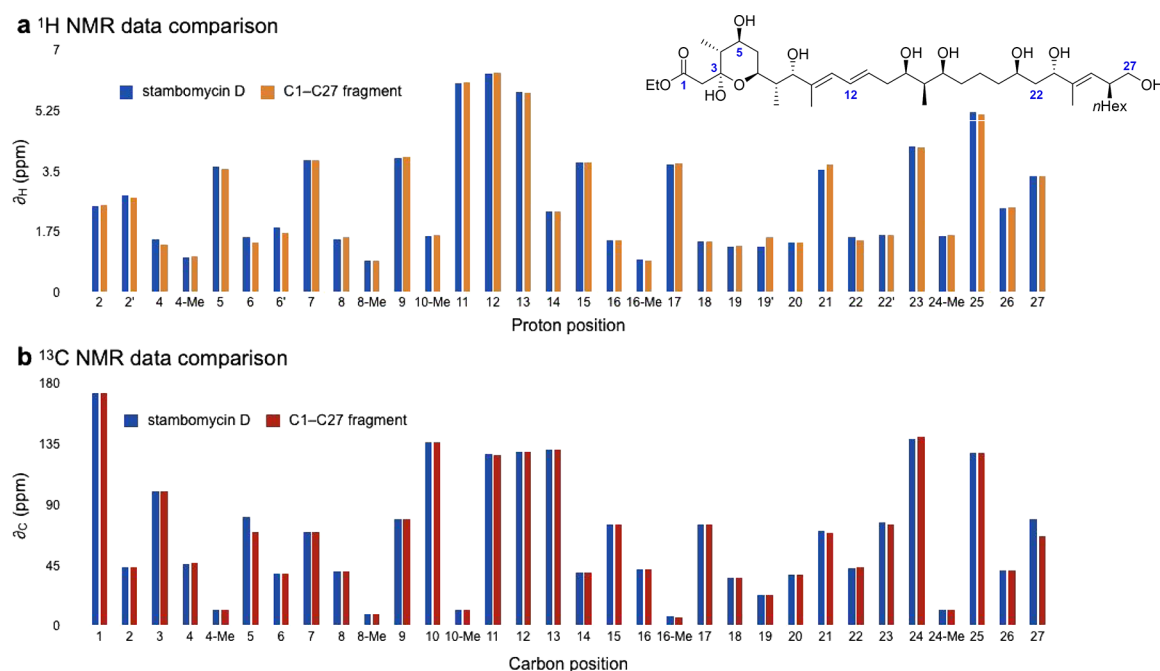 a ¹H NMR data comparison
7
5.25
3.5
1.75
0
∂H (ppm)
stambomycin D
C1–C27 fragment
2 2' 4 4-Me 5 6 6' 7 8 8-Me 9 10-Me 11 12 13 14 15 16 16-Me 17 18 19 19' 20 21 22 22' 23 24-Me 25 26 27
Proton position
OH
5
3
O
EtO
1
HO
O
OH
12
OH
OH
OH
OH
22
27
OH
nHex
b ¹³C NMR data comparison
180
135
90
45
0
∂C (ppm)
stambomycin D
C1–C27 fragment
1 2 3 4 4-Me 5 6 7 8 8-Me 9 10 10-Me 11 12 13 14 15 16 16-Me 17 18 19 20 21 22 23 24 24-Me 25 26 27
Carbon position